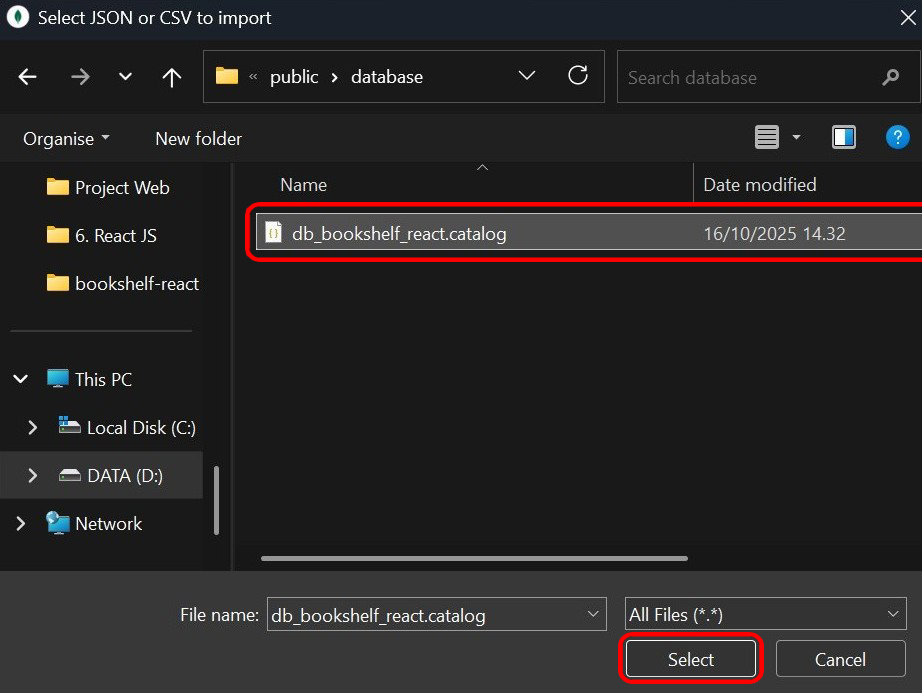 Select JSON or CSV to import
« public › database
Search database
Organise
New folder
?
Name
Date modified
Project Web
6. React JS
bookshelf-react
db_bookshelf_react.catalog
16/10/2025 14.32
This PC
Local Disk (C:)
DATA (D:)
Network
File name:
db_bookshelf_react.catalog
All Files (*.*)
Select
Cancel